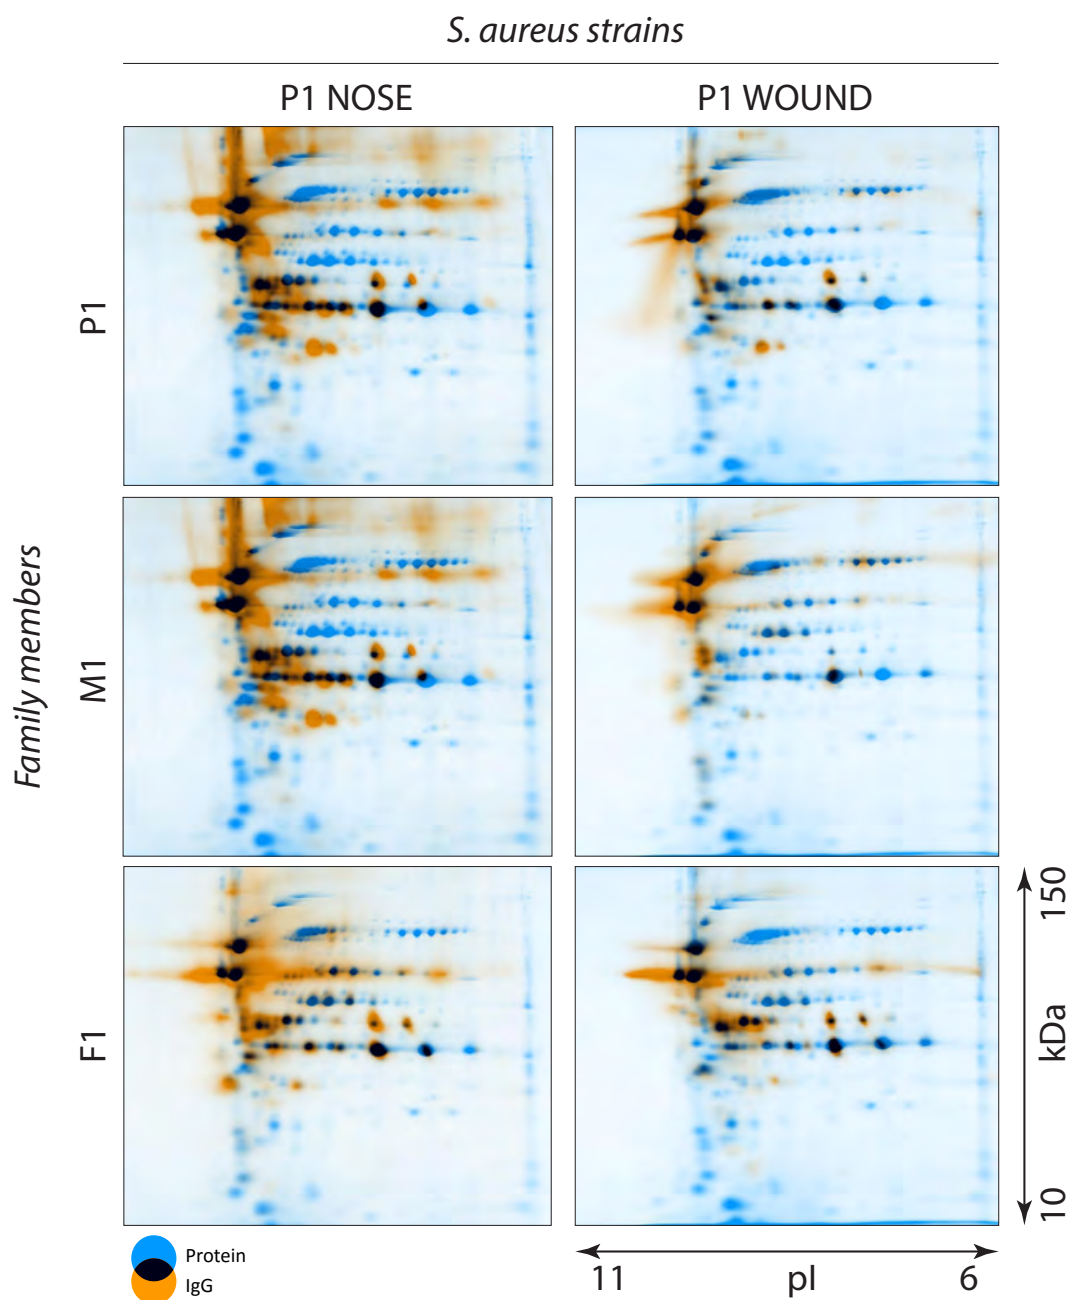 S. aureus strains
P1 NOSE
P1 WOUND
Family members
P1
M1
F1
150
kDa
10
Protein
IgG
11
pI
6